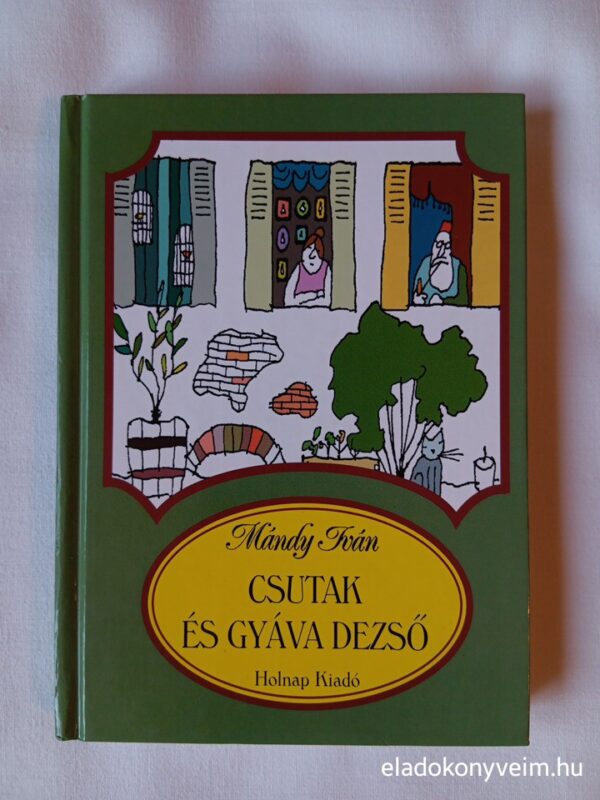 Mándy Iván
CSUTAK
ÉS GYÁVA DEZSŐ
Holnap Kiadó
eladokonyveim.hu